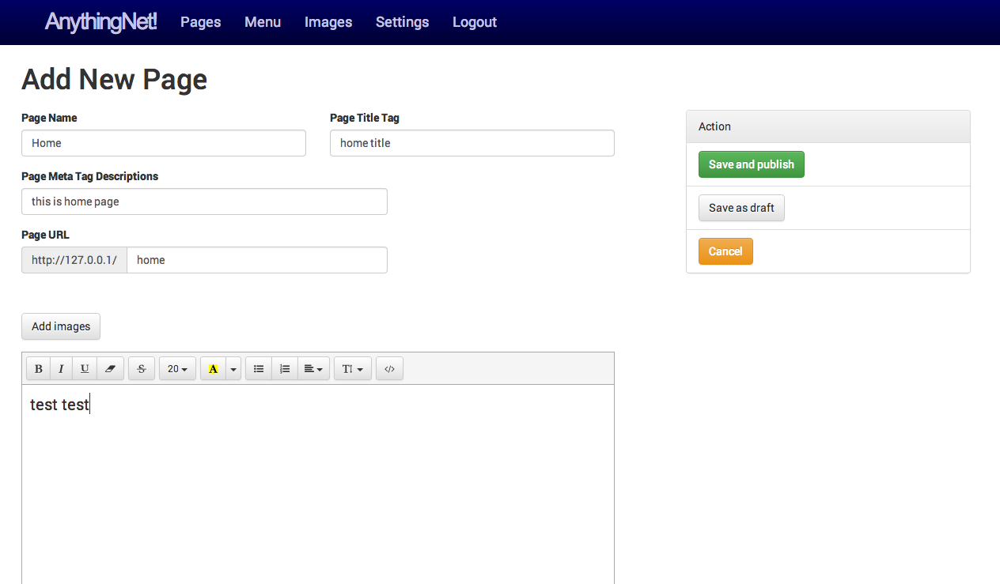 AnythingNet! Pages Menu Images Settings Logout
Add New Page
Page Name Page Title Tag
Home home title
Page Meta Tag Descriptions
this is home page
Page URL
http://127.0.0.1/ home
Action
Save and publish
Save as draft
Cancel
Add images
B I U S 20 A TI </>
test test